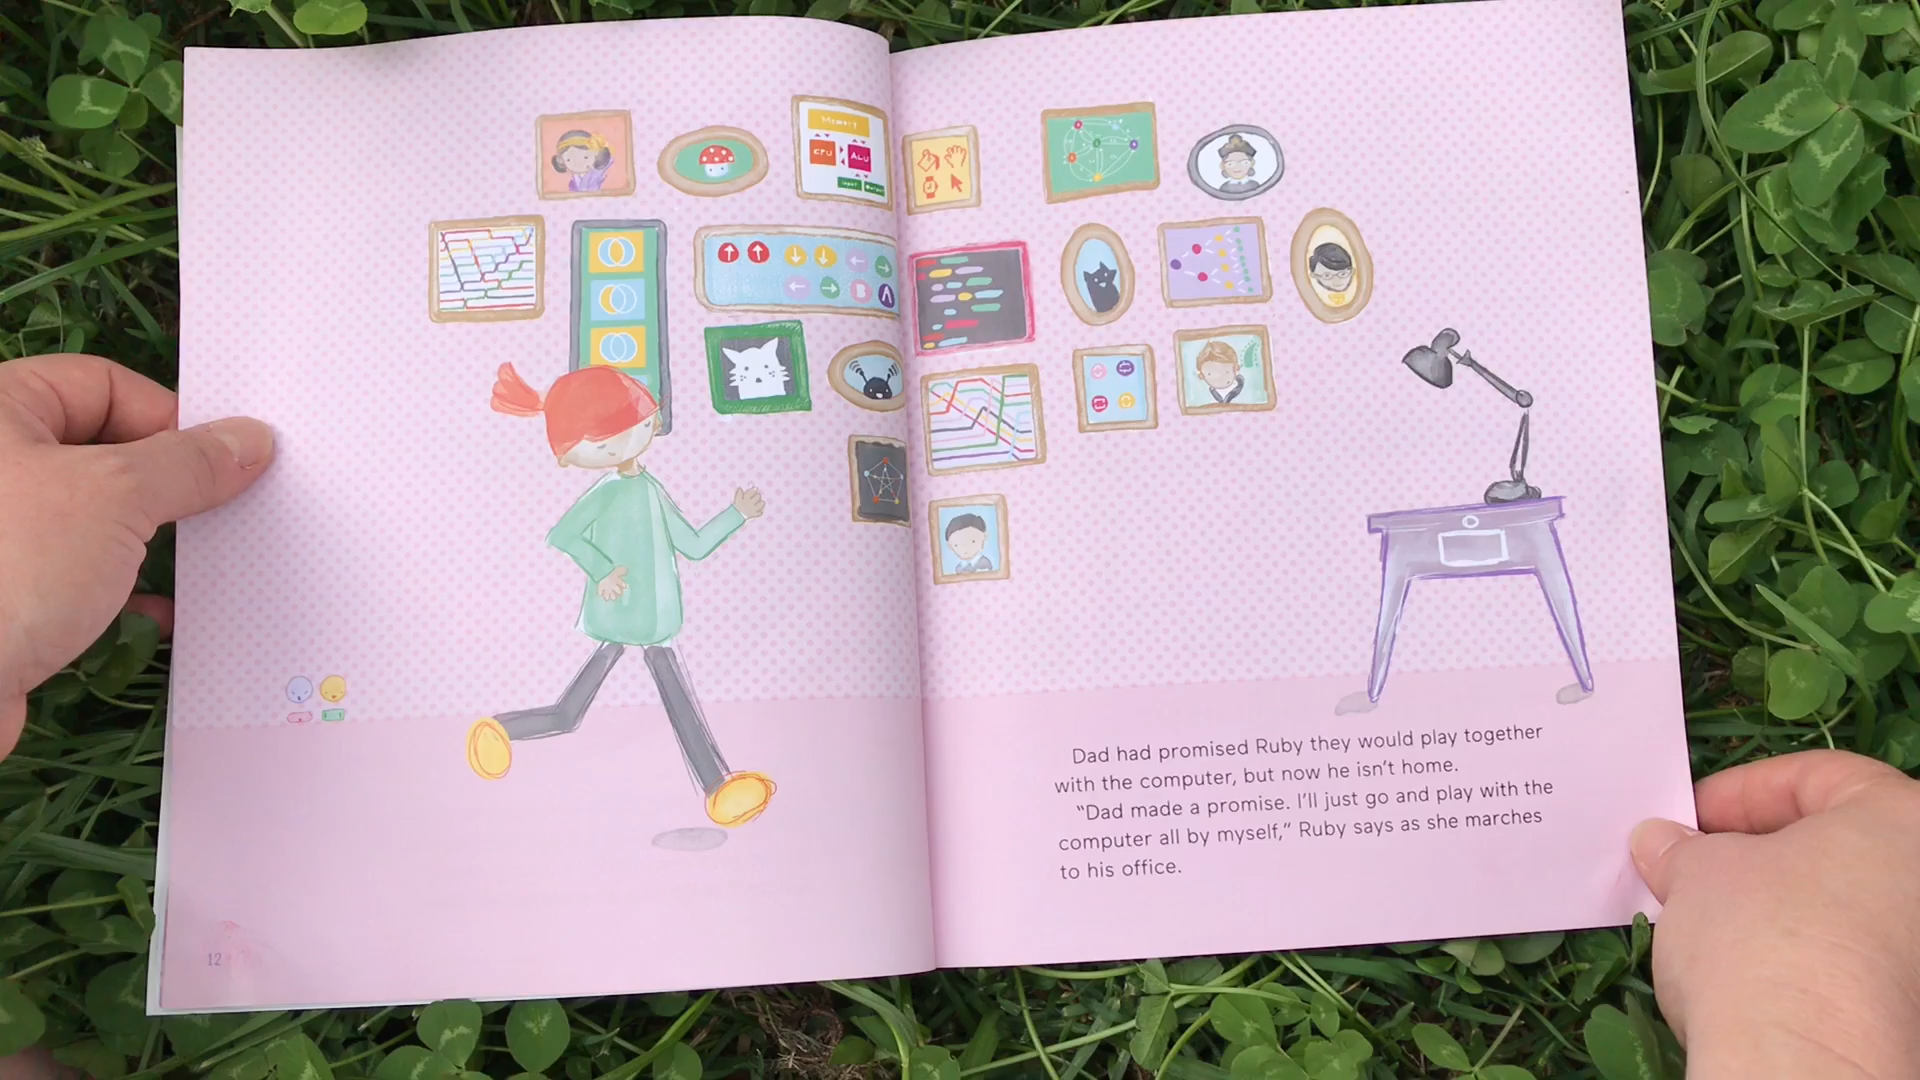 Memory
CPU
ALU
Input Output
B A
Dad had promised Ruby they would play together
with the computer, but now he isn't home.
“Dad made a promise. I'll just go and play with the
computer all by myself,” Ruby says as she marches
to his office.
12